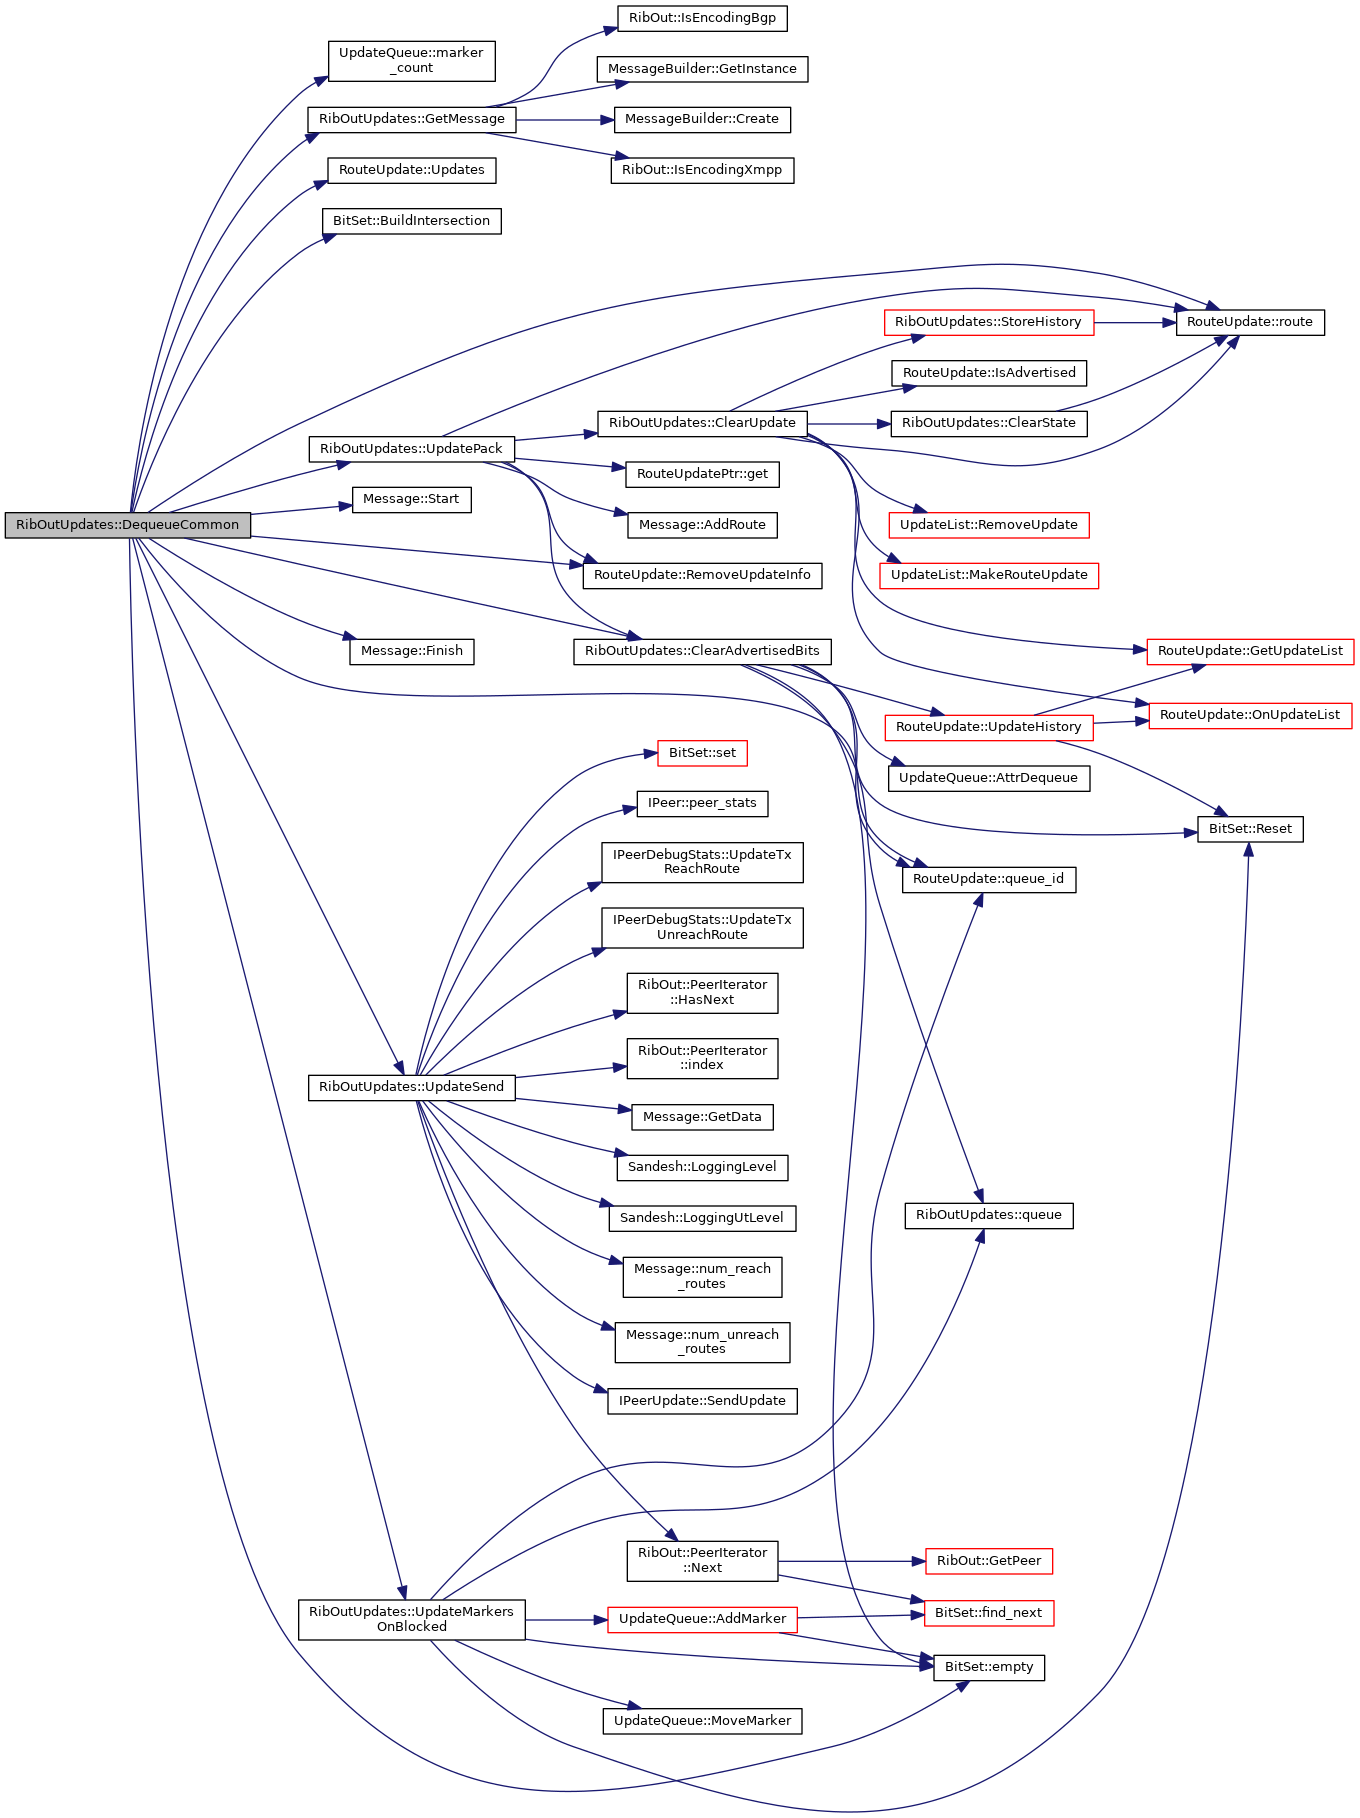 RibOut::IsEncodingBgp
UpdateQueue::marker
_count
MessageBuilder::GetInstance
RibOutUpdates::GetMessage
MessageBuilder::Create
RouteUpdate::Updates
RibOut::IsEncodingXmpp
BitSet::BuildIntersection
RibOutUpdates::StoreHistory
RouteUpdate::route
RouteUpdate::IsAdvertised
RibOutUpdates::ClearUpdate
RibOutUpdates::ClearState
RibOutUpdates::UpdatePack
RouteUpdatePtr::get
Message::Start
RibOutUpdates::DequeueCommon
Message::AddRoute
UpdateList::RemoveUpdate
RouteUpdate::RemoveUpdateInfo
UpdateList::MakeRouteUpdate
Message::Finish
RibOutUpdates::ClearAdvertisedBits
RouteUpdate::GetUpdateList
RouteUpdate::OnUpdateList
RouteUpdate::UpdateHistory
BitSet::set
UpdateQueue::AttrDequeue
IPeer::peer_stats
BitSet::Reset
IPeerDebugStats::UpdateTx
ReachRoute
RouteUpdate::queue_id
IPeerDebugStats::UpdateTx
UnreachRoute
RibOut::PeerIterator
::HasNext
RibOut::PeerIterator
::index
RibOutUpdates::UpdateSend
Message::GetData
Sandesh::LoggingLevel
Sandesh::LoggingUtLevel
RibOutUpdates::queue
Message::num_reach
_routes
Message::num_unreach
_routes
IPeerUpdate::SendUpdate
RibOut::PeerIterator
::Next
RibOut::GetPeer
RibOutUpdates::UpdateMarkers
OnBlocked
UpdateQueue::AddMarker
BitSet::find_next
BitSet::empty
UpdateQueue::MoveMarker